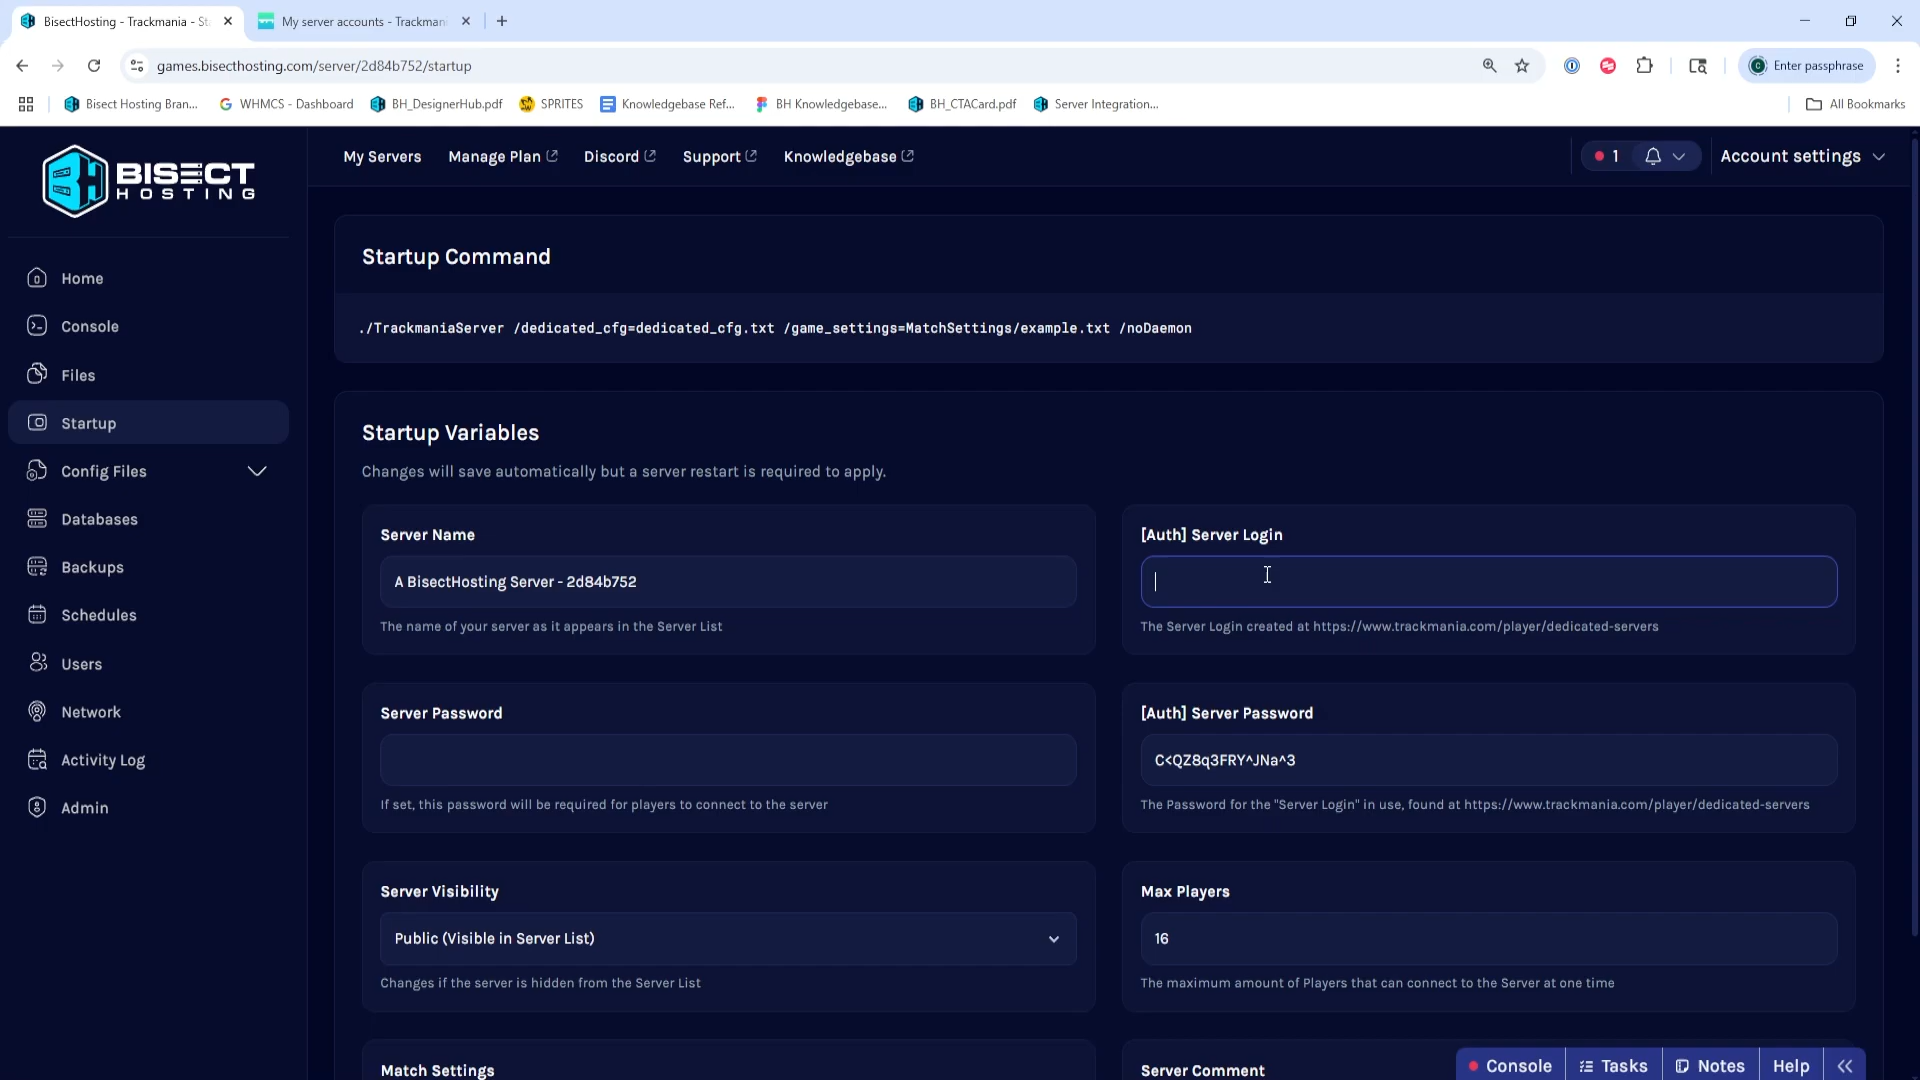 BisectHosting - Trackmania - St
My server accounts - Trackman
games.bisecthosting.com/server/2d84b752/startup
Enter passphrase
Bisect Hosting Bran...
WHMCS - Dashboard
BH_DesignerHub.pdf
SPRITES
Knowledgebase Ref...
BH Knowledgebase...
BH_CTACard.pdf
Server Integration...
All Bookmarks
BISECT
HOSTING
My Servers
Manage Plan
Discord
Support
Knowledgebase
1
Account settings
Home
Console
Files
Startup
Config Files
Databases
Backups
Schedules
Users
Network
Activity Log
Admin
Startup Command
./TrackmaniaServer /dedicated_cfg=dedicated_cfg.txt /game_settings=MatchSettings/example.txt /noDaemon
Startup Variables
Changes will save automatically but a server restart is required to apply.
Server Name
A BisectHosting Server - 2d84b752
The name of your server as it appears in the Server List
[Auth] Server Login
The Server Login created at https://www.trackmania.com/player/dedicated-servers
Server Password
If set, this password will be required for players to connect to the server
[Auth] Server Password
C<QZ8q3FRY^JNa^3
The Password for the "Server Login" in use, found at https://www.trackmania.com/player/dedicated-servers
Server Visibility
Public (Visible in Server List)
Changes if the server is hidden from the Server List
Max Players
16
The maximum amount of Players that can connect to the Server at one time
Match Settings
Server Comment
Console
Tasks
Notes
Help